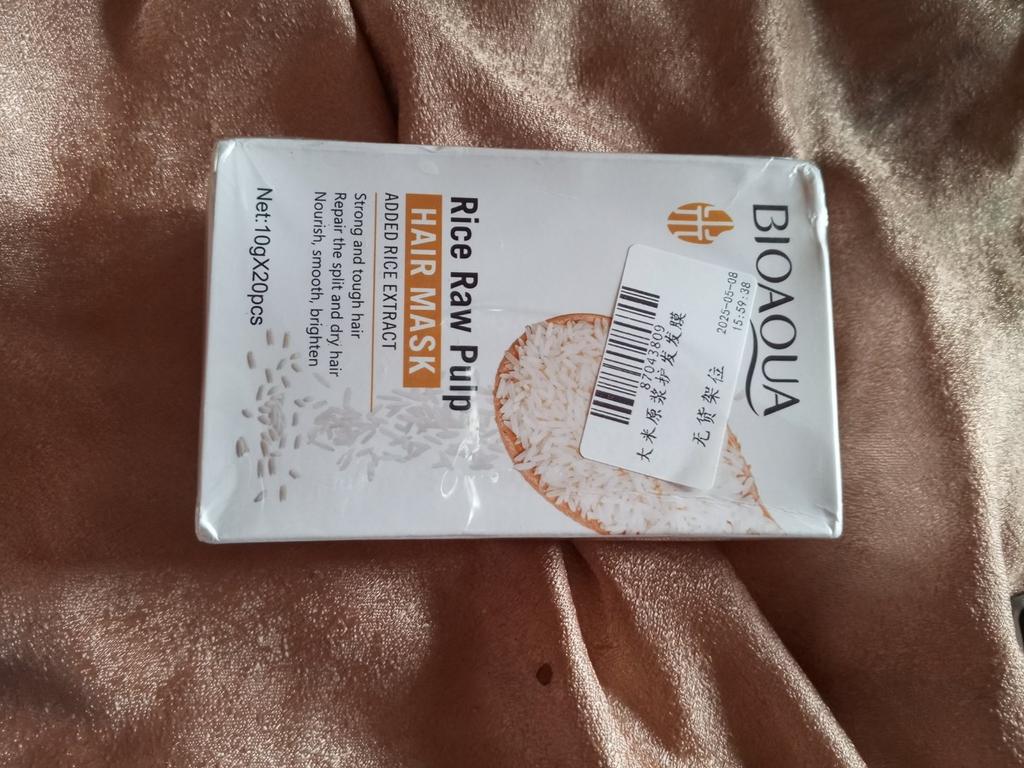 BIOAQUA
2025-05-08
15:59:38
87043809
大米原浆护发发膜
无货架位
Rice Raw Pulp
HAIR MASK
ADDED RICE EXTRACT
Strong and tough hair
Repair the split and dry hair
Nourish, smooth, brighten
Net:10gX20pcs